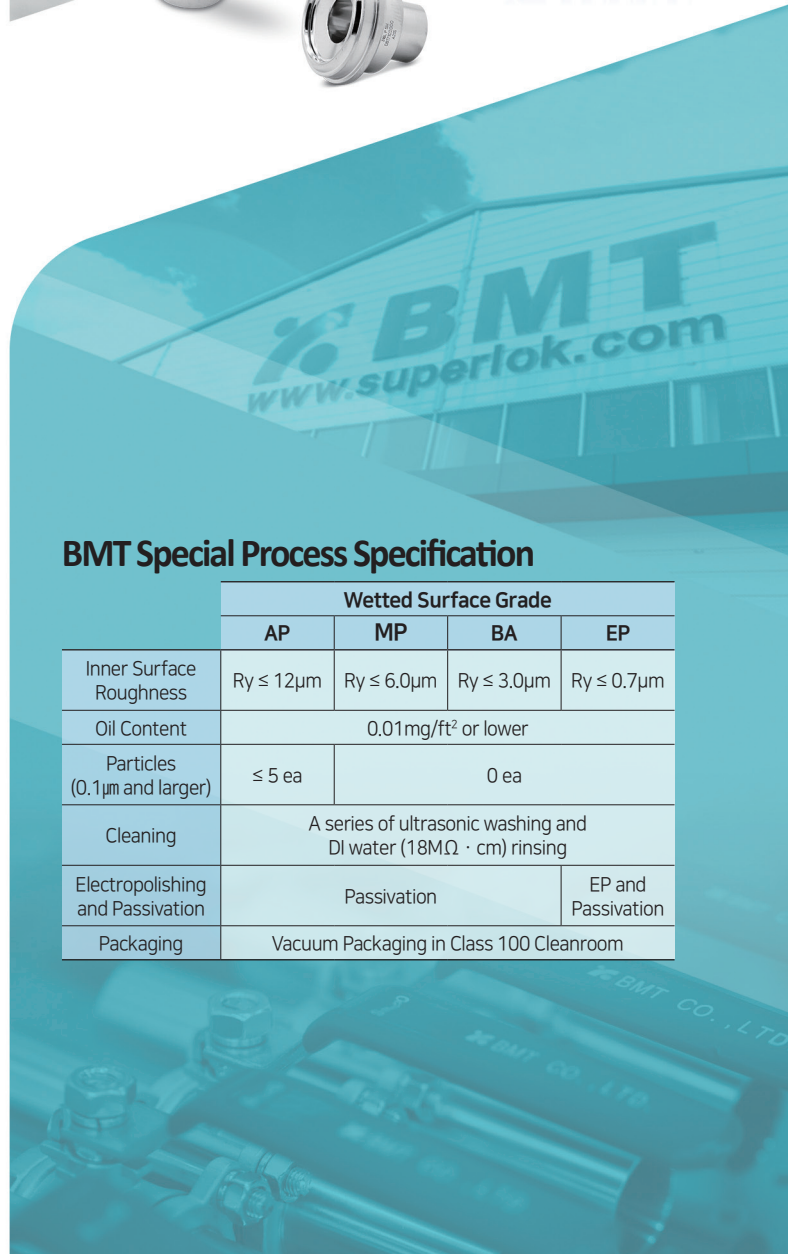 BMT
www.superlok.com
BMT Special Process Specification
Wetted Surface Grade
AP MP BA EP
Inner Surface
Roughness
Ry ≤ 12µm Ry ≤ 6.0µm Ry ≤ 3.0µm Ry ≤ 0.7µm
Oil Content
0.01mg/ft² or lower
Particles
(0.1㎛ and larger)
≤ 5 ea
0 ea
Cleaning
A series of ultrasonic washing and
DI water (18MΩ · cm) rinsing
Electropolishing
and Passivation
Passivation
EP and
Passivation
Packaging
Vacuum Packaging in Class 100 Cleanroom
BMT CO.,LTD
BMT CO.,LTD
BMT CO.,LTD